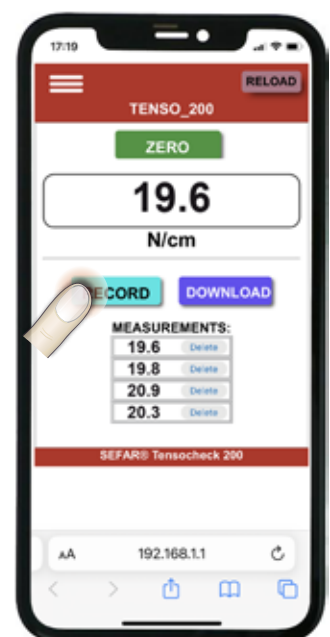 17:19
RELOAD
TENSO_200
ZERO
19.6
N/cm
ECORD DOWNLOAD
MEASUREMENTS:
19.6 Delete
19.8 Delete
20.9 Delete
20.3 Delete
SEFAR® Tensocheck 200
AA 192.168.1.1